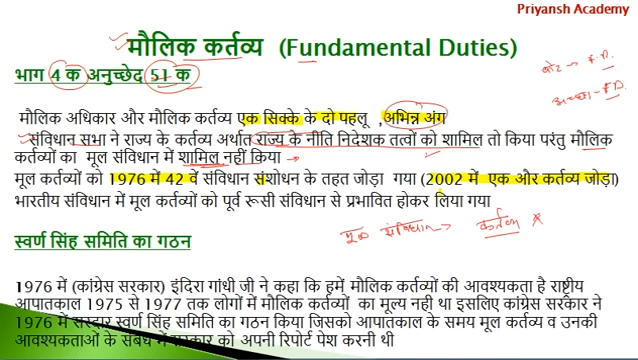 Priyansh Academy
मौलिक कर्तव्य (Fundamental Duties)
भाग 4 क अनुच्छेद 51 क
मौलिक अधिकार और मौलिक कर्तव्य एक सिक्के के दो पहलू ,अभिन्न अंग
संविधान सभा ने राज्य के कर्तव्य अर्थात राज्य के नीति निदेशक तत्वों को शामिल तो किया परंतु मौलिक
कर्तव्यों का मूल संविधान में शामिल नहीं किया
मूल कर्तव्यों को 1976 में 42 वें संविधान संशोधन के तहत जोड़ा गया (2002 में एक और कर्तव्य जोड़ा)
भारतीय संविधान में मूल कर्तव्यों को पूर्व रूसी संविधान से प्रभावित होकर लिया गया
मूल संविधान कर्तव्य
स्वर्ण सिंह समिति का गठन
1976 में (कांग्रेस सरकार) इंदिरा गांधी जी ने कहा कि हमें मौलिक कर्तव्यों की आवश्यकता है राष्ट्रीय
आपातकाल 1975 से 1977 तक लोगों में मौलिक कर्तव्यों का मूल्य नही था इसलिए कांग्रेस सरकार ने
1976 में सरदार स्वर्ण सिंह समिति का गठन किया जिसको आपातकाल के समय मूल कर्तव्य व उनकी
आवश्यकताओं के संबंध में सरकार को अपनी रिपोर्ट पेश करनी थी